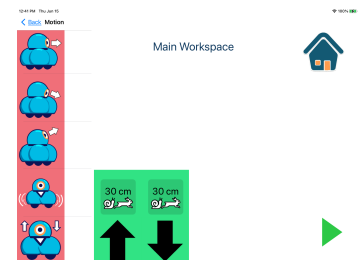 12:41 PM Thu Jun 15
100%
Back Motion
Main Workspace
30 cm
30 cm